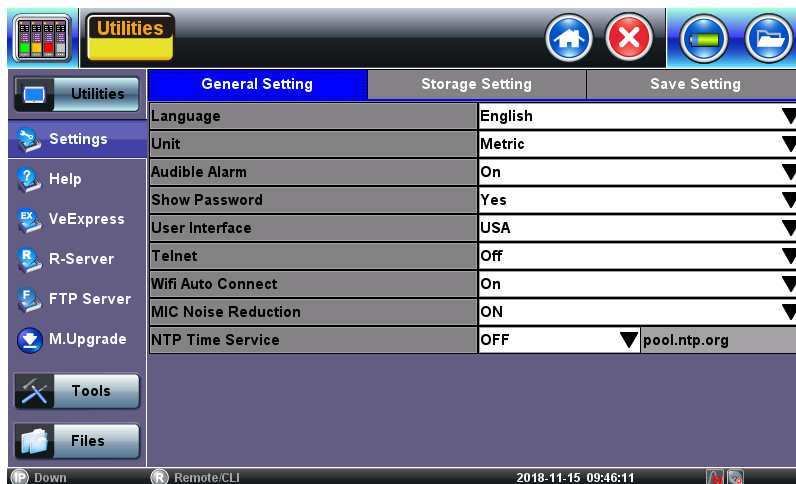 Utilities
Utilities
Settings
Help
EX VeExpress
R R-Server
F FTP Server
M.Upgrade
Tools
Files
General Setting Storage Setting Save Setting
Language English
Unit Metric
Audible Alarm On
Show Password Yes
User Interface USA
Telnet Off
Wifi Auto Connect On
MIC Noise Reduction ON
NTP Time Service OFF pool.ntp.org
IP Down R Remote/CLI 2018-11-15 09:46:11